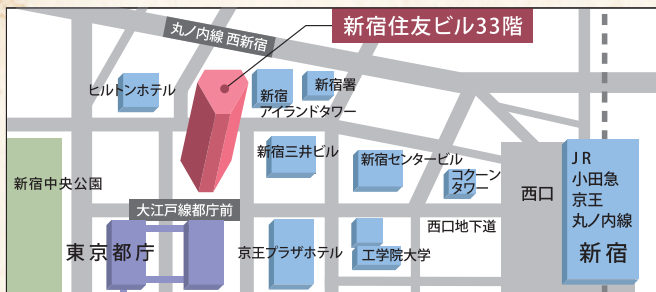 丸ノ内線 西新宿
新宿住友ビル33階
ヒルトンホテル
新宿
アイランドタワー
新宿署
新宿三井ビル
新宿センタービル
コクーン
タワー
新宿中央公園
大江戸線都庁前
西口
JR
小田急
京王
丸ノ内線
新宿
西口地下道
東京都庁
京王プラザホテル
工学院大学